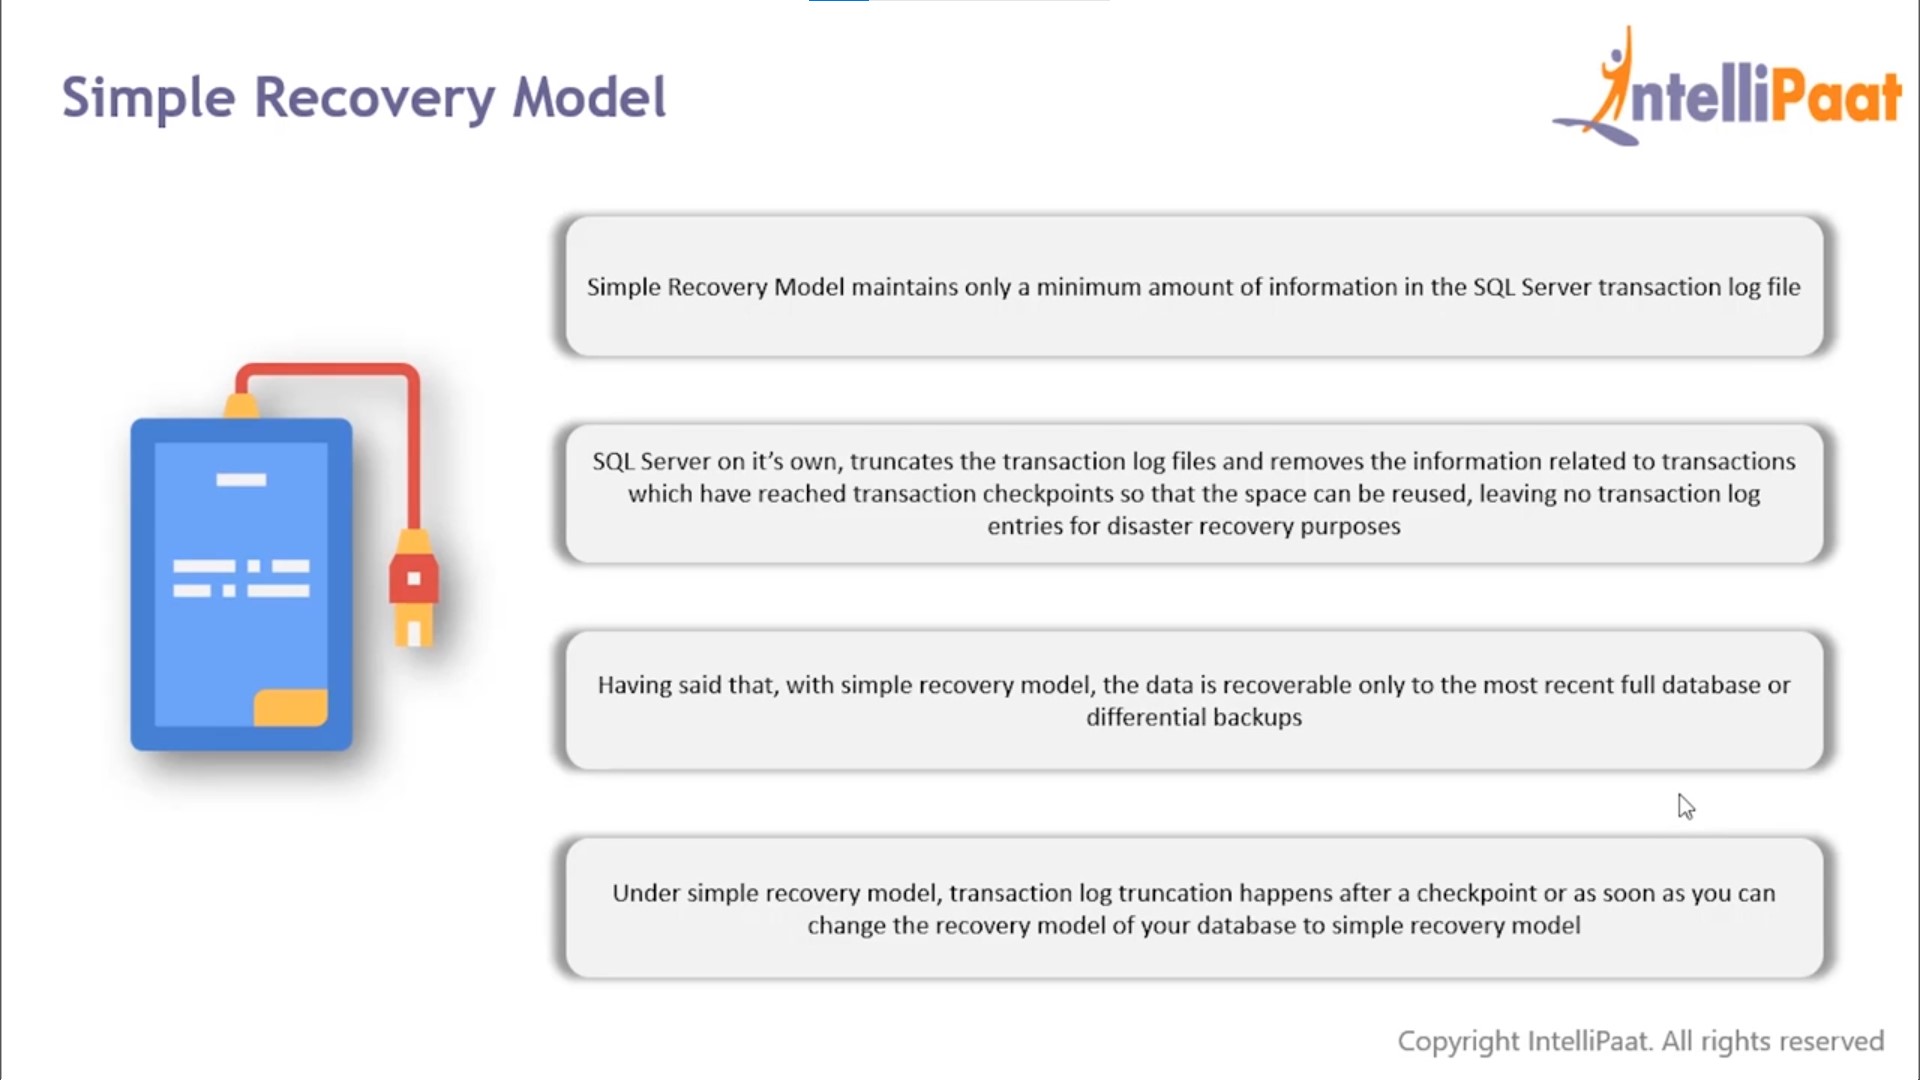 Simple Recovery Model
IntelliPaat
Simple Recovery Model maintains only a minimum amount of information in the SQL Server transaction log file
SQL Server on it’s own, truncates the transaction log files and removes the information related to transactions
which have reached transaction checkpoints so that the space can be reused, leaving no transaction log
entries for disaster recovery purposes
Having said that, with simple recovery model, the data is recoverable only to the most recent full database or
differential backups
Under simple recovery model, transaction log truncation happens after a checkpoint or as soon as you can
change the recovery model of your database to simple recovery model
Copyright IntelliPaat. All rights reserved